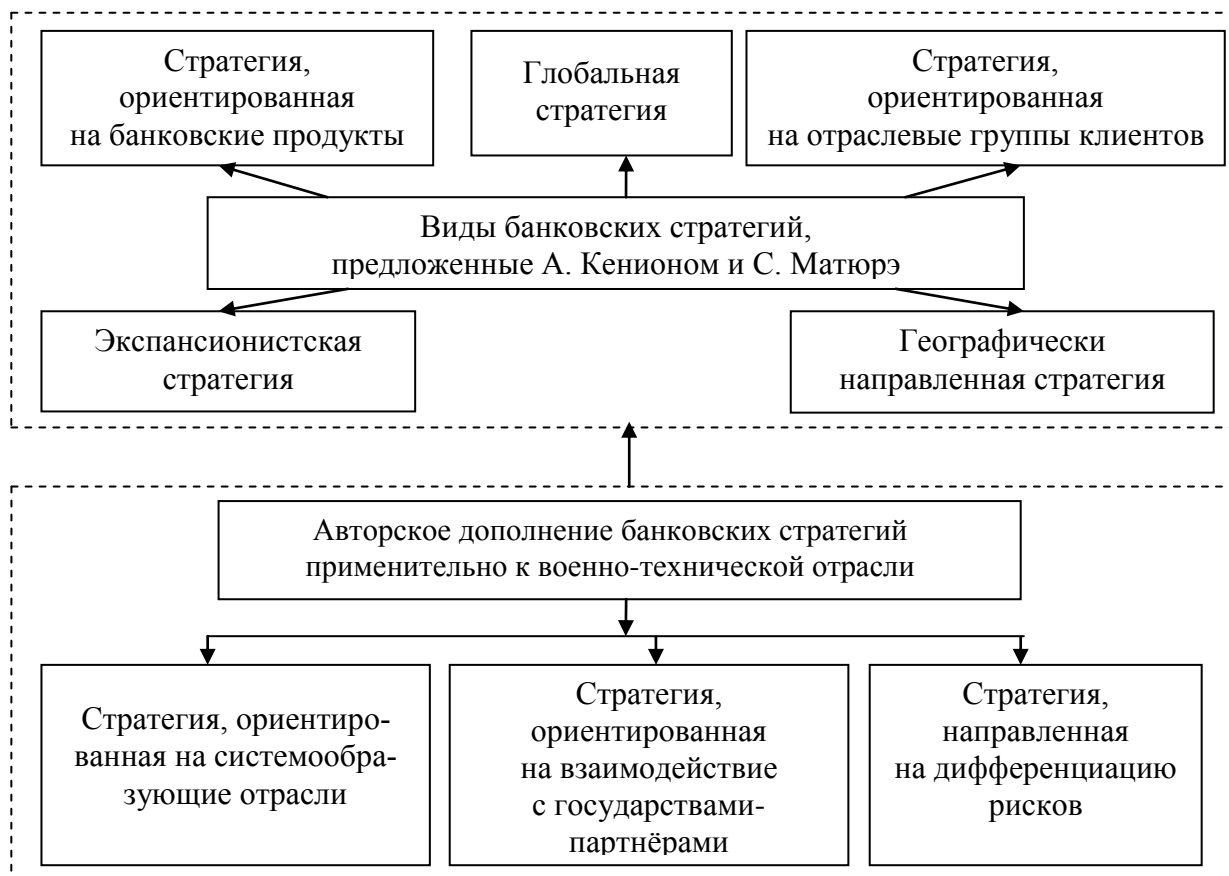 Стратегия,
ориентированная
на банковские продукты
Глобальная
стратегия
Стратегия,
ориентированная
на отраслевые группы клиентов
Виды банковских стратегий,
предложенные А. Кенионом и С. Матюрэ
Экспансионистская
стратегия
Географически
направленная стратегия
Авторское дополнение банковских стратегий
применительно к военно-технической отрасли
Стратегия, ориентиро-
ванная на системообра-
зующие отрасли
Стратегия,
ориентированная
на взаимодействие
с государствами-
партнёрами
Стратегия,
направленная
на дифференциацию
рисков